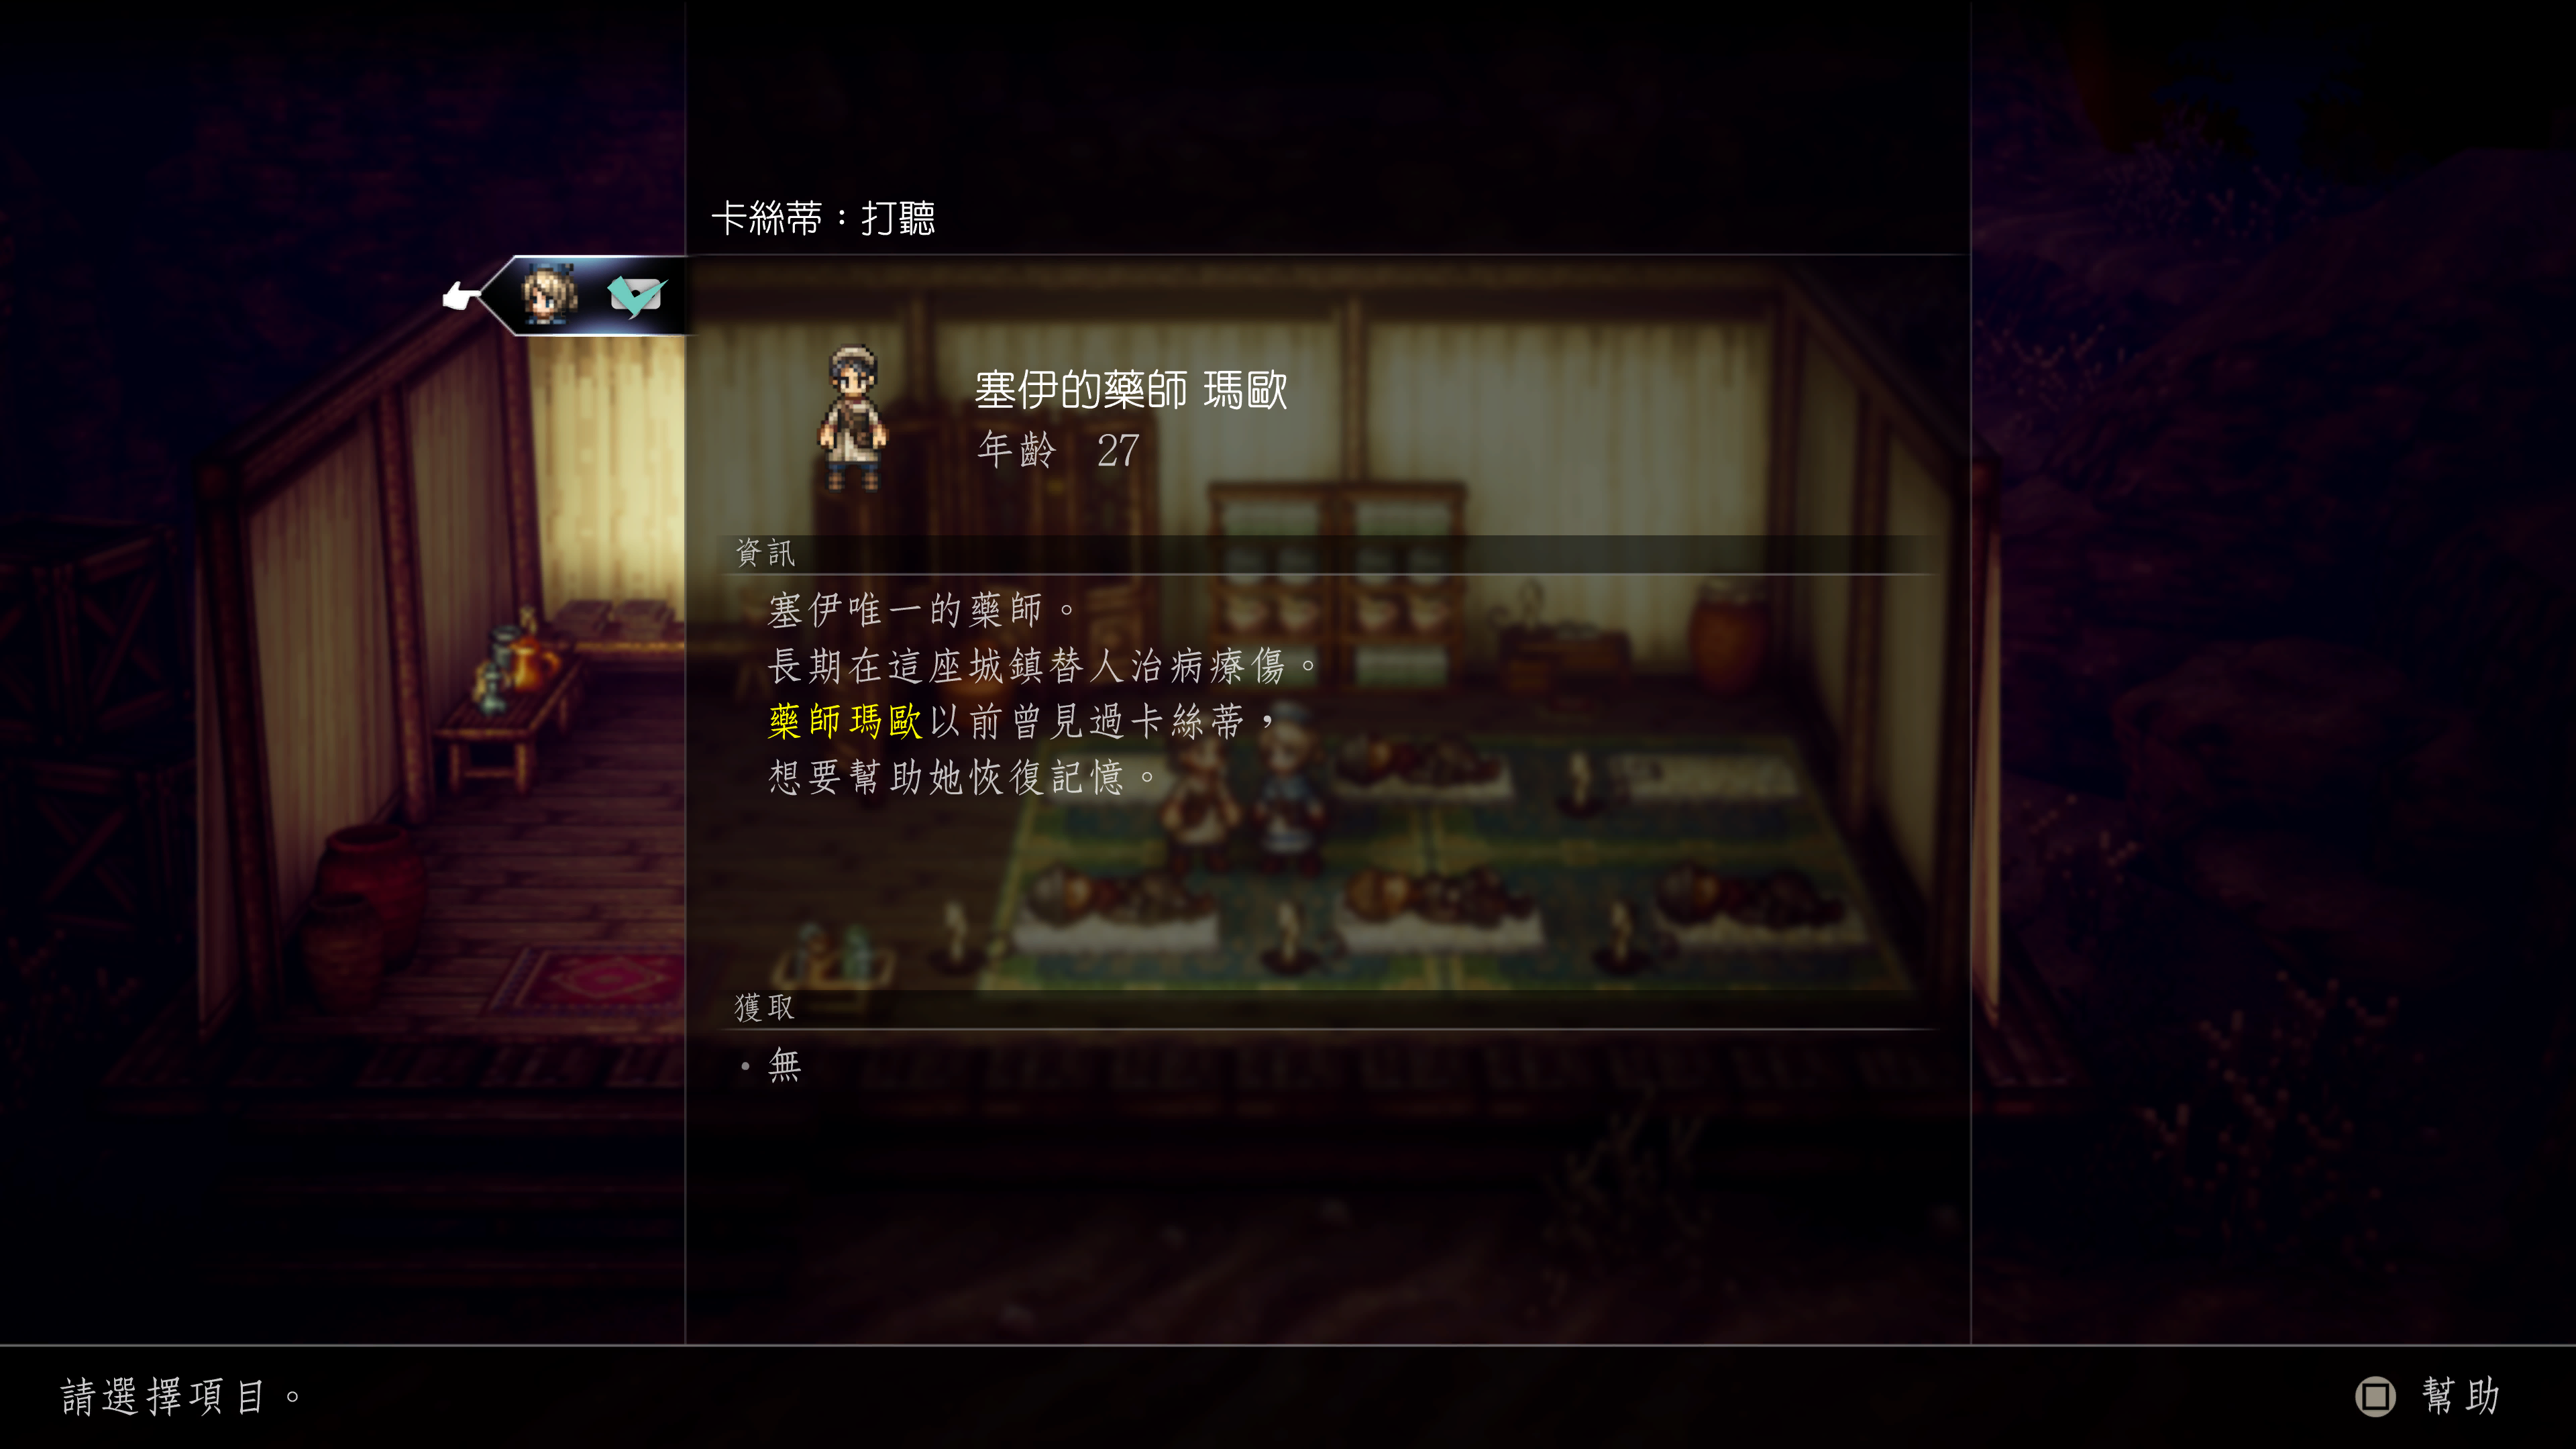 卡絲蒂：打聽
塞伊的藥師 瑪歐
年齡 27
資訊
塞伊唯一的藥師。
長期在這座城鎮替人治病療傷。
藥師瑪歐以前曾見過卡絲蒂，
想要幫助她恢復記憶。
獲取
・無
請選擇項目。
幫助